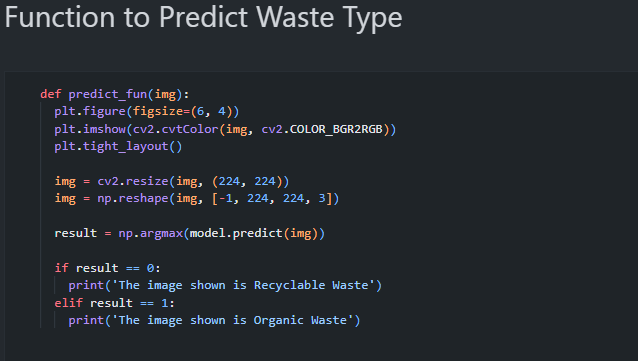 Function to Predict Waste Type
def predict_fun(img):
  plt.figure(figsize=(6, 4))
  plt.imshow(cv2.cvtColor(img, cv2.COLOR_BGR2RGB))
  plt.tight_layout()
  img = cv2.resize(img, (224, 224))
  img = np.reshape(img, [-1, 224, 224, 3])
  result = np.argmax(model.predict(img))
  if result == 0:
    print('The image shown is Recyclable Waste')
  elif result == 1:
    print('The image shown is Organic Waste')